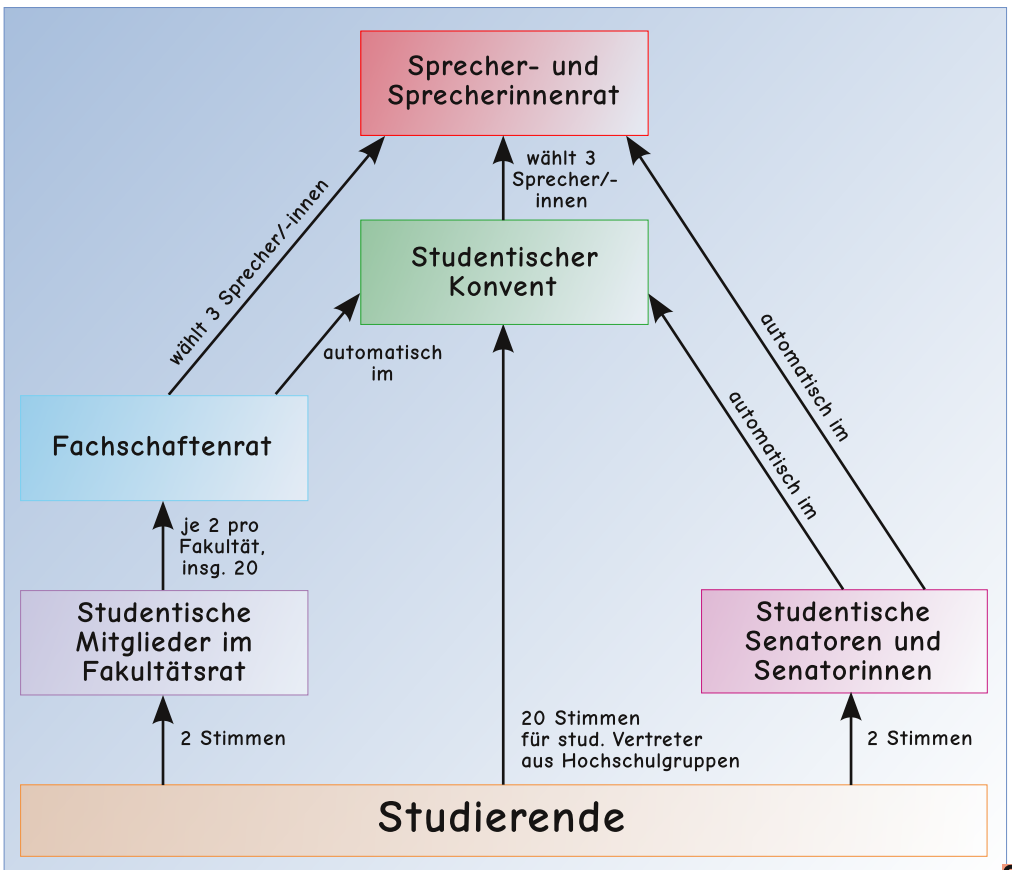 Sprecher- und
Sprecherinnenrat
wählt 3
Sprecher/-
innen
wählt 3 Sprecher/-innen
Studentischer
Konvent
automatisch
im
automatisch im
automatisch im
Fachschaftenrat
je 2 pro
Fakultät,
insg. 20
Studentische
Mitglieder im
Fakultätsrat
Studentische
Senatoren und
Senatorinnen
2 Stimmen
20 Stimmen
für stud. Vertreter
aus Hochschulgruppen
2 Stimmen
Studierende